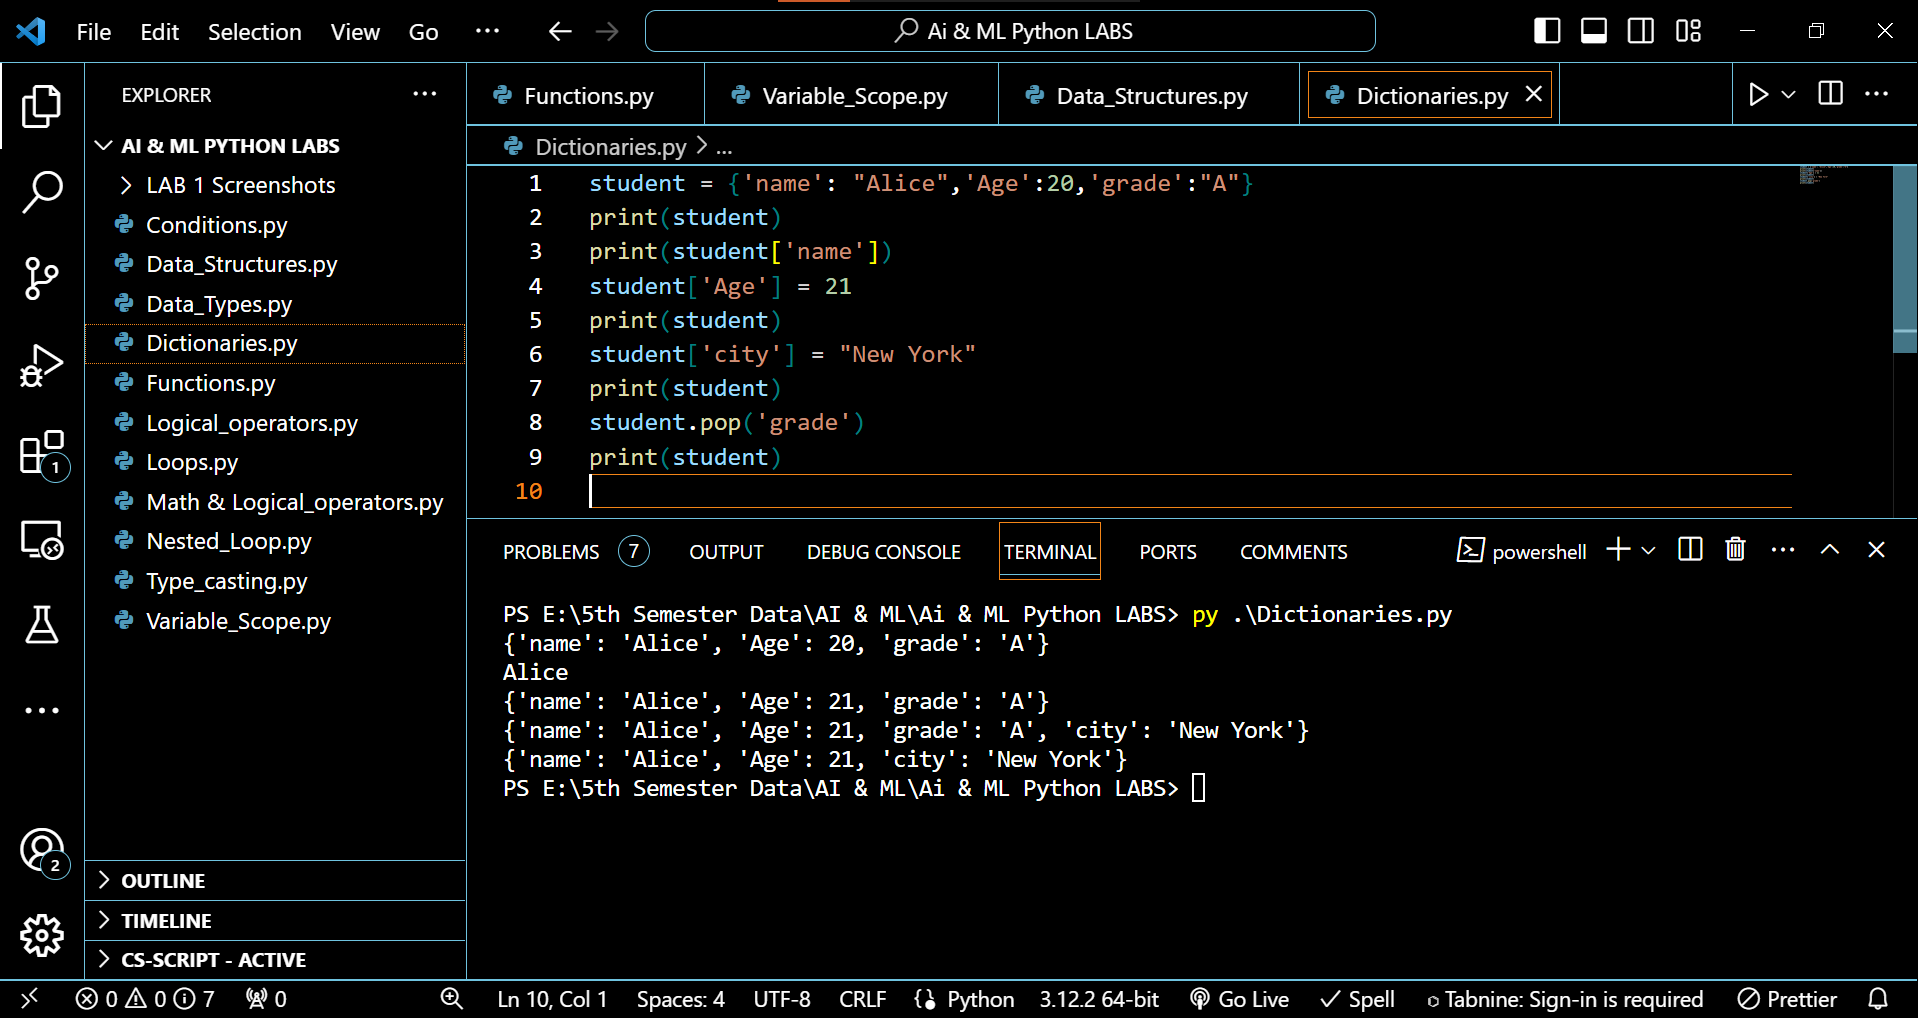 File Edit Selection View Go ··· Ai & ML Python LABS
EXPLORER ···
AI & ML PYTHON LABS
LAB 1 Screenshots
Conditions.py
Data_Structures.py
Data_Types.py
Dictionaries.py
Functions.py
Logical_operators.py
Loops.py
Math & Logical_operators.py
Nested_Loop.py
Type_casting.py
Variable_Scope.py
OUTLINE
TIMELINE
CS-SCRIPT - ACTIVE
1
2
Functions.py Variable_Scope.py Data_Structures.py Dictionaries.py
Dictionaries.py > ...
1 student = {'name': "Alice",'Age':20,'grade':"A"}
2 print(student)
3 print(student['name'])
4 student['Age'] = 21
5 print(student)
6 student['city'] = "New York"
7 print(student)
8 student.pop('grade')
9 print(student)
10
PROBLEMS 7 OUTPUT DEBUG CONSOLE TERMINAL PORTS COMMENTS powershell
PS E:\5th Semester Data\AI & ML\Ai & ML Python LABS> py .\Dictionaries.py
{'name': 'Alice', 'Age': 20, 'grade': 'A'}
Alice
{'name': 'Alice', 'Age': 21, 'grade': 'A'}
{'name': 'Alice', 'Age': 21, 'grade': 'A', 'city': 'New York'}
{'name': 'Alice', 'Age': 21, 'city': 'New York'}
PS E:\5th Semester Data\AI & ML\Ai & ML Python LABS>
0 0 7 0 Ln 10, Col 1 Spaces: 4 UTF-8 CRLF Python 3.12.2 64-bit Go Live Spell Tabnine: Sign-in is required Prettier